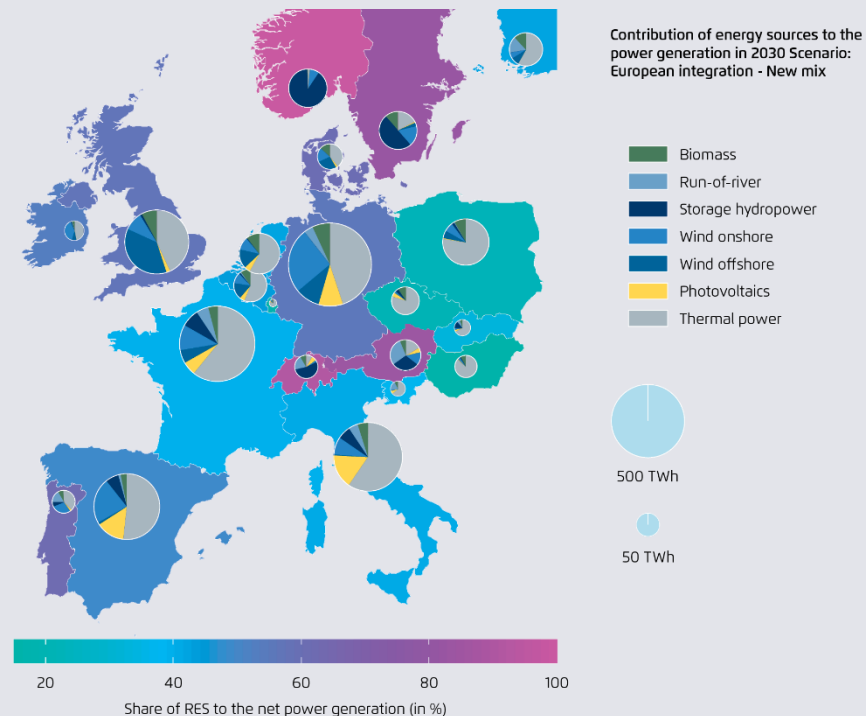 Contribution of energy sources to the
power generation in 2030 Scenario:
European integration - New mix
Biomass
Run-of-river
Storage hydropower
Wind onshore
Wind offshore
Photovoltaics
Thermal power
500 TWh
50 TWh
20 40 60 80 100
Share of RES to the net power generation (in %)